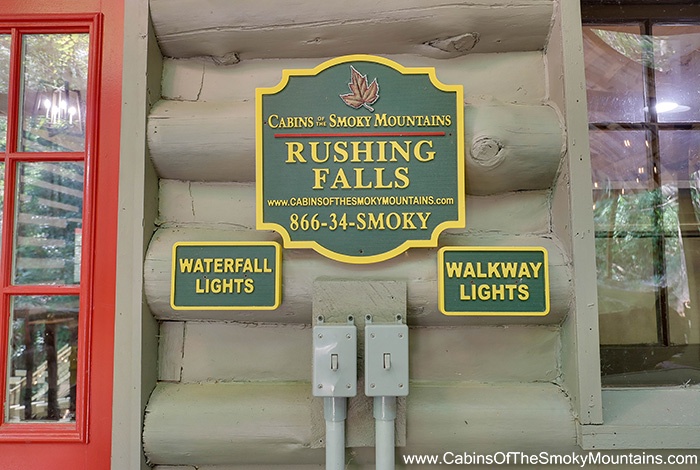 CABINS OF THE SMOKY MOUNTAINS
RUSHING
FALLS
WWW.CABINSOFTHESMOKYMOUNTAINS.COM
866-34-SMOKY
WATERFALL
LIGHTS
WALKWAY
LIGHTS
www.CabinsOfTheSmokyMountains.com